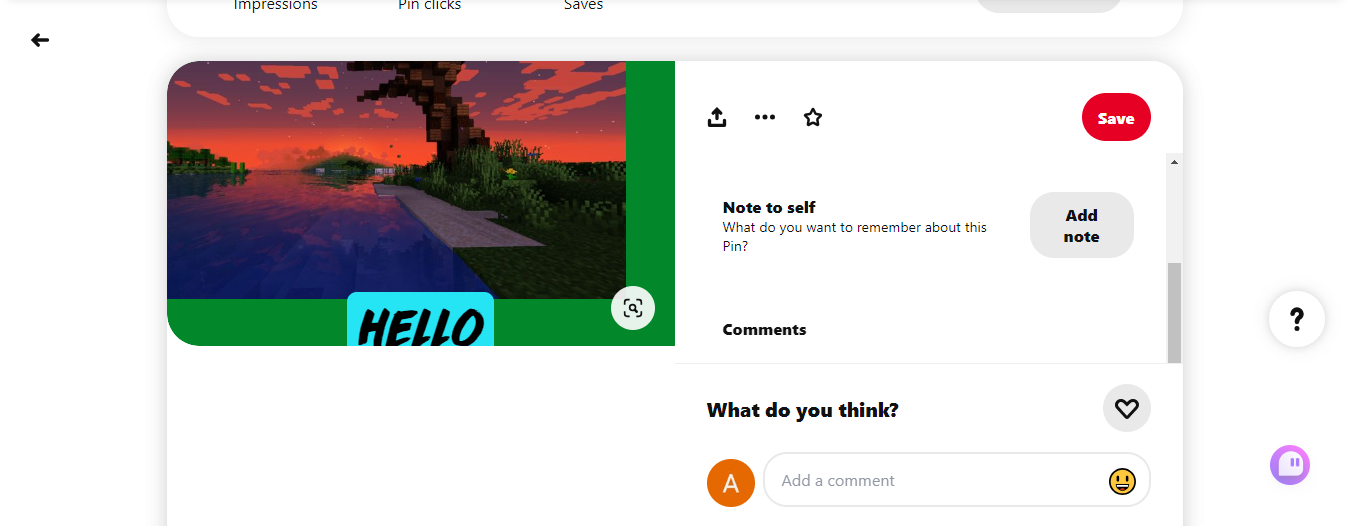 Impressions Pin clicks Saves
HELLO
Save
Note to self
What do you want to remember about this
Pin?
Add
note
Comments
What do you think?
A
Add a comment
?